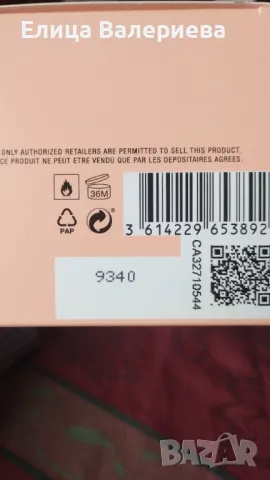 Елица Валериева
ONLY AUTHORIZED RETAILERS ARE PERMITTED TO SELL THIS PRODUCT.
CE PRODUIT NE PEUT ETRE VENDU QUE PAR LES DEPOSITAIRES AGREES.
36M
PAP
3 614229 653892
CA32710544
9340
BAZAR